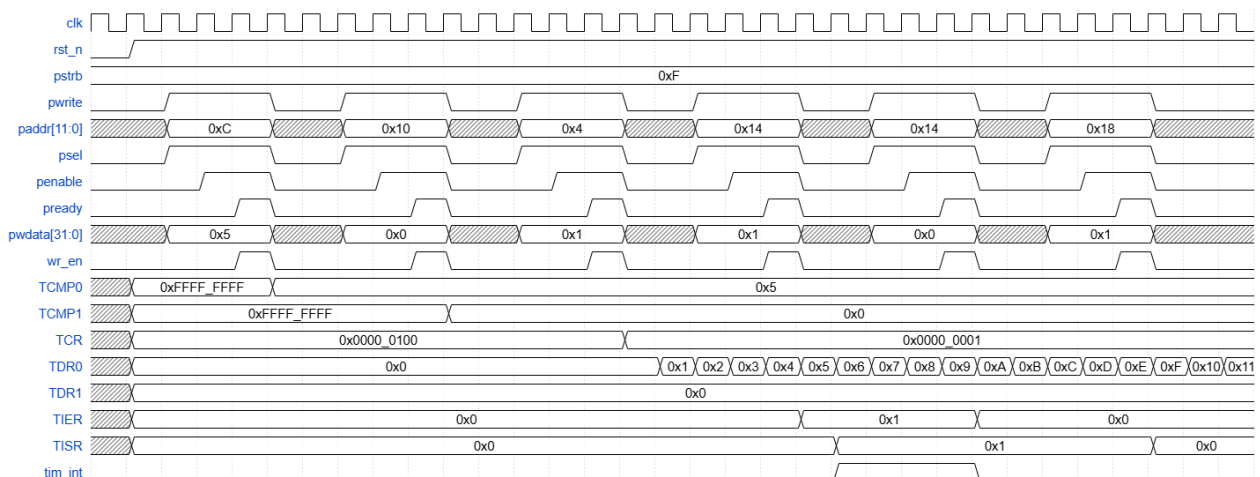 clk
rst_n
pstrb 0xF
pwrite
paddr[11:0] 0xC 0x10 0x4 0x14 0x14 0x18
psel
penable
pready
pwdata[31:0] 0x5 0x0 0x1 0x1 0x0 0x1
wr_en
TCMP0 0xFFFF_FFFF 0x5
TCMP1 0xFFFF_FFFF 0x0
TCR 0x0000_0100 0x0000_0001
TDR0 0x0 0x1 0x2 0x3 0x4 0x5 0x6 0x7 0x8 0x9 0xA 0xB 0xC 0xD 0xE 0xF 0x10 0x11
TDR1 0x0
TIER 0x0 0x1 0x0
TISR 0x0 0x1 0x0
tim_int